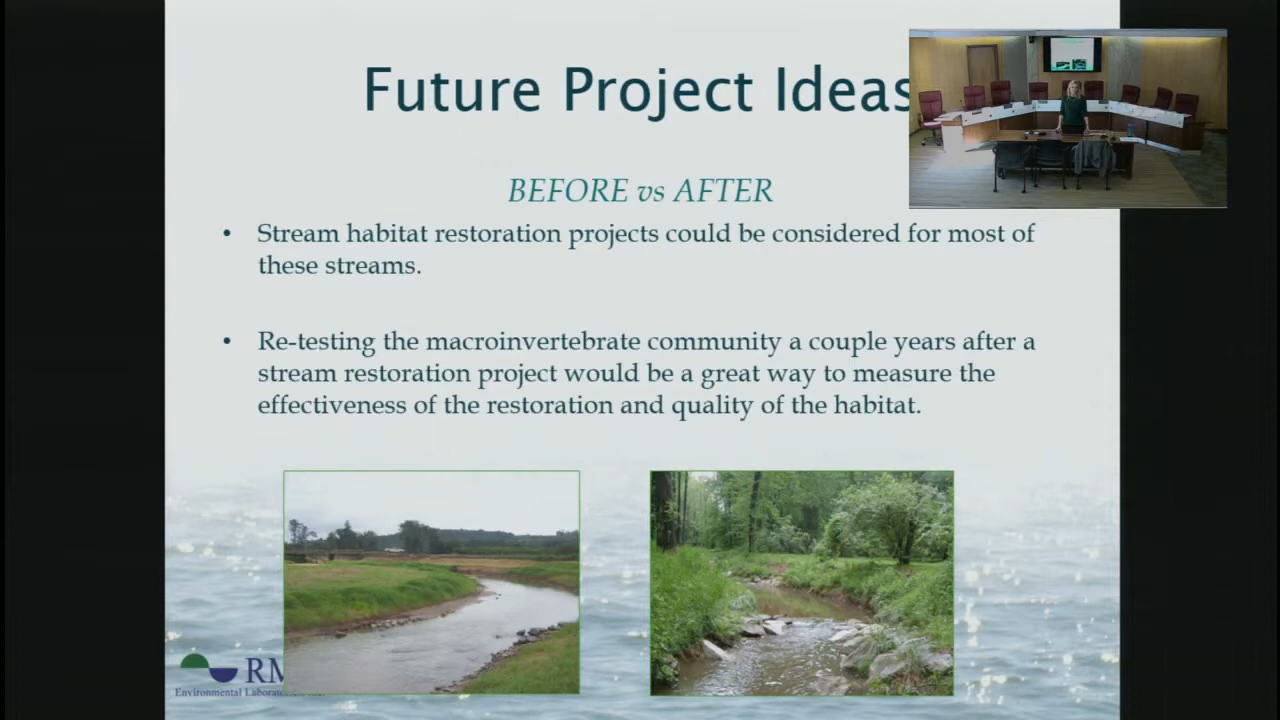 Future Project Ideas
BEFORE vs AFTER
• Stream habitat restoration projects could be considered for most of
these streams.
• Re-testing the macroinvertebrate community a couple years after a
stream restoration project would be a great way to measure the
effectiveness of the restoration and quality of the habitat.
Environmental